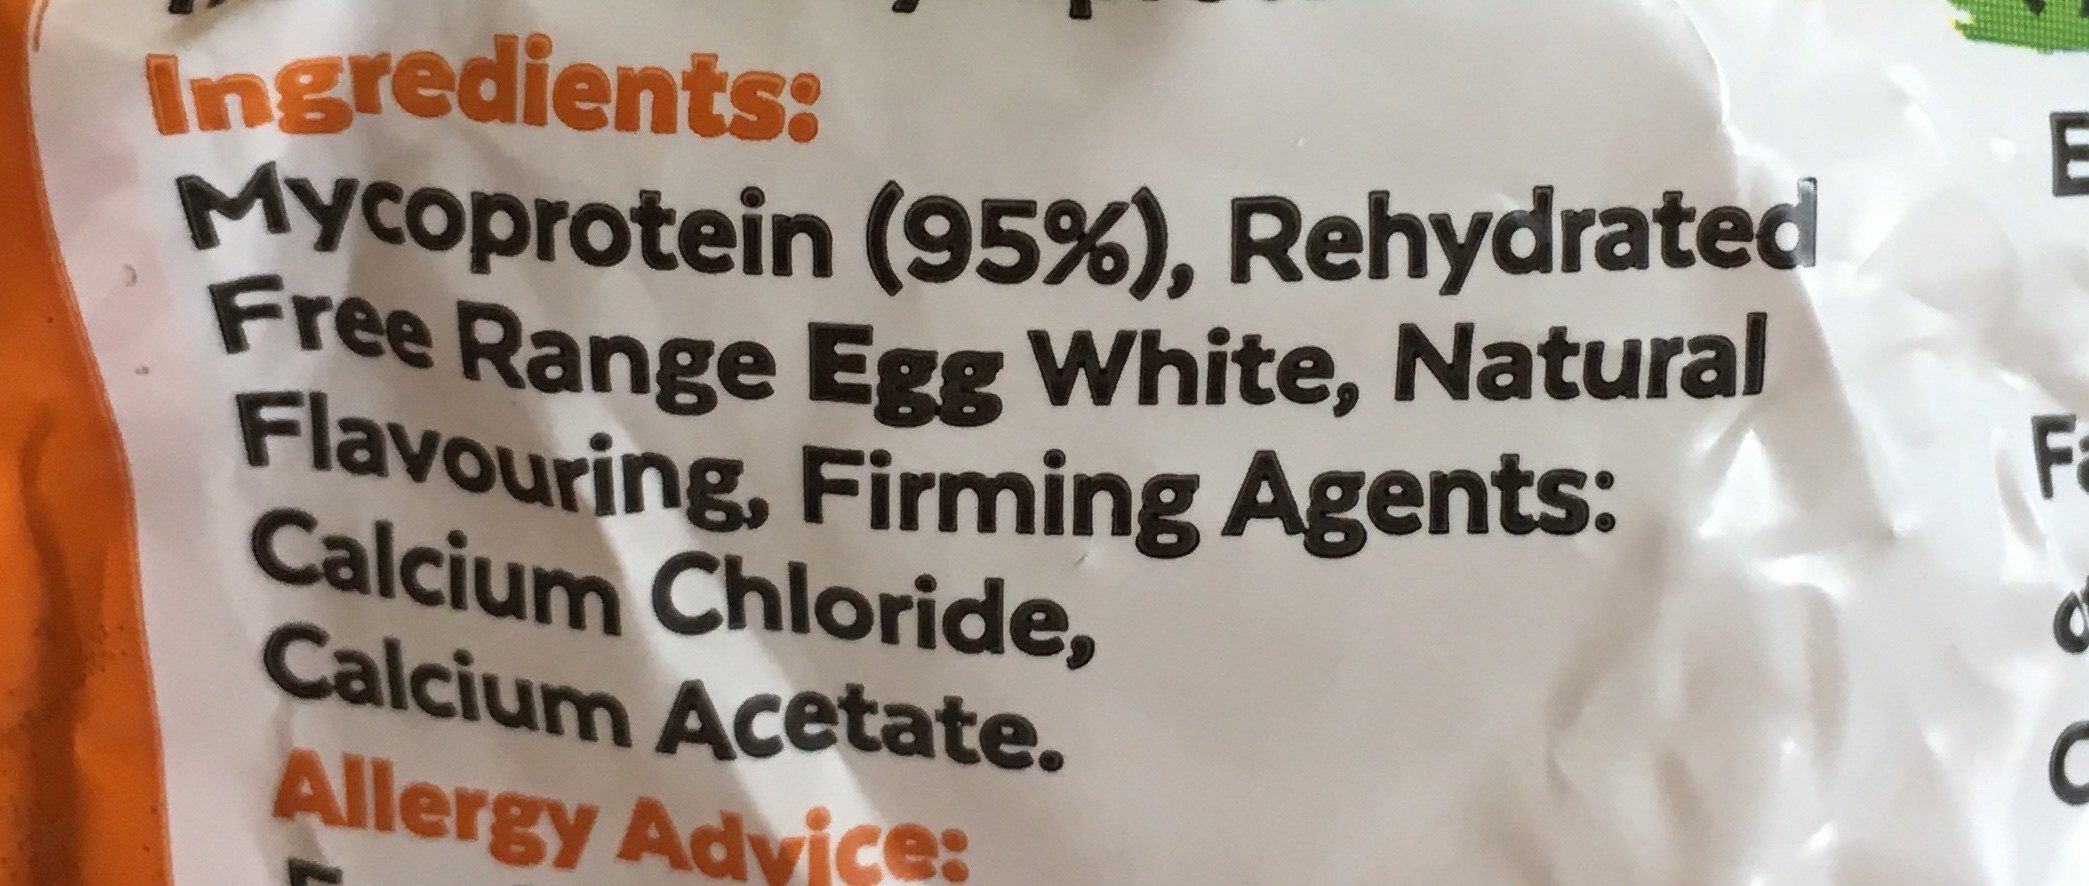 Ingredients:
Mycoprotein (95%), Rehydrated
Free Range Egg White, Natural
Flavouring, Firming Agents:
Calcium Chloride,
Calcium Acetate.
Allergy Advice: